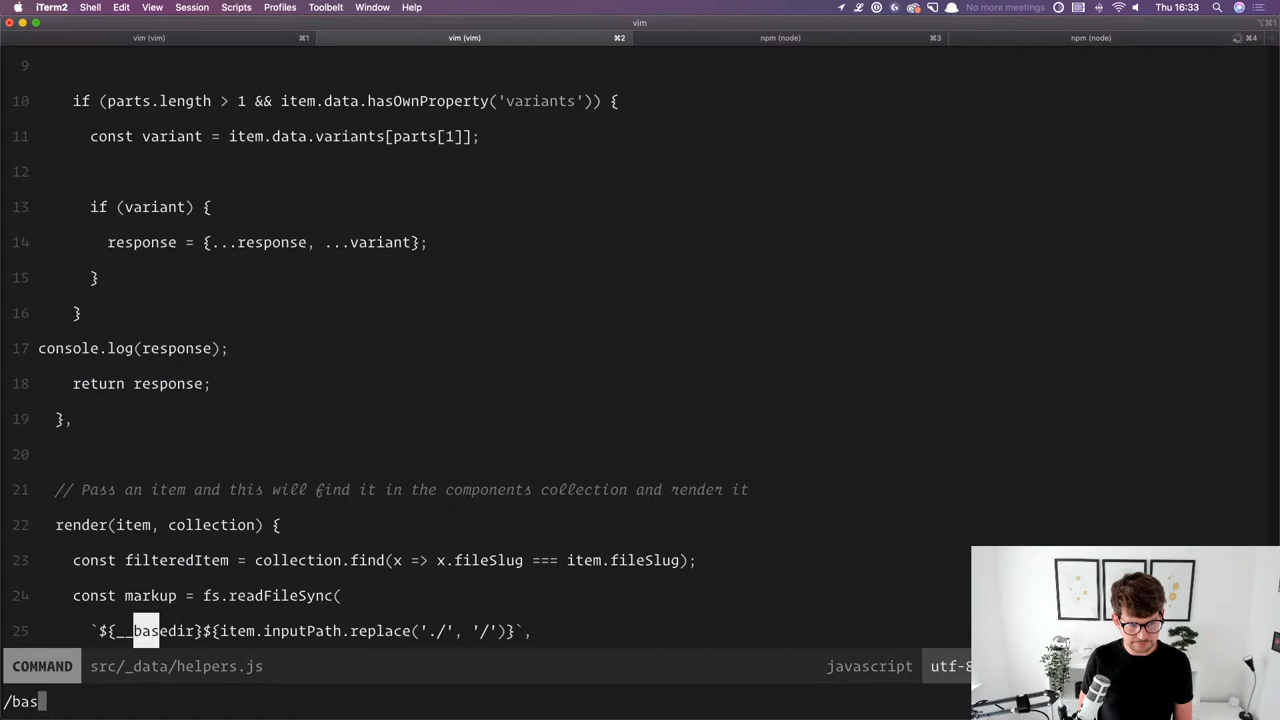 iTerm2 Shell Edit View Session Scripts Profiles Toolbelt Window Help No more meetings Thu 16:33
vim ⌥⌘1
vim (vim) ⌘1 vim (vim) ⌘2 npm (node) ⌘3 npm (node) ⌘4
9
10 if (parts.length > 1 && item.data.hasOwnProperty('variants')) {
11 const variant = item.data.variants[parts[1]];
12
13 if (variant) {
14 response = {...response, ...variant};
15 }
16 }
17 console.log(response);
18 return response;
19 },
20
21 // Pass an item and this will find it in the components collection and render it
22 render(item, collection) {
23 const filteredItem = collection.find(x => x.fileSlug === item.fileSlug);
24 const markup = fs.readFileSync(
25 `${__basedir}${item.inputPath.replace('./', '/')}`,
COMMAND src/_data/helpers.js javascript utf-8
/bas